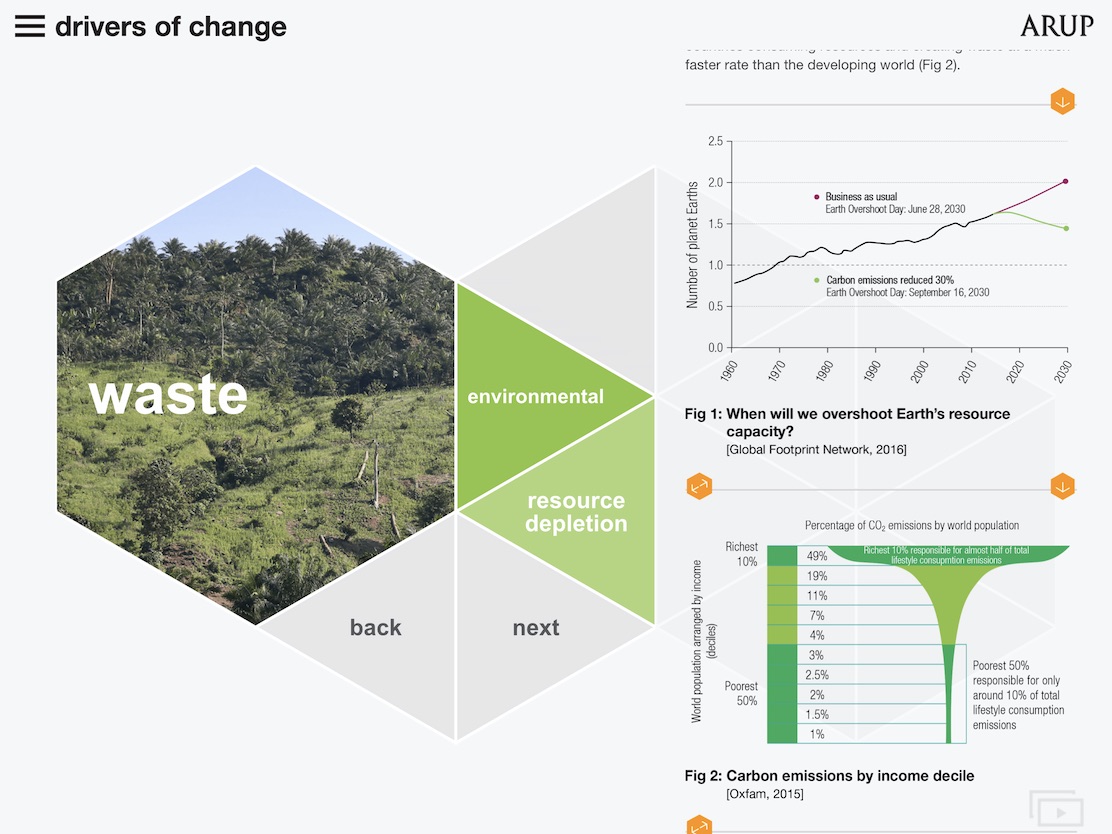 drivers of change
ARUP
faster rate than the developing world (Fig 2).
waste
environmental
resource
depletion
back
next
2.5
2.0
1.5
1.0
0.5
0.0
Number of planet Earths
Business as usual
Earth Overshoot Day: June 28, 2030
Carbon emissions reduced 30%
Earth Overshoot Day: September 16, 2030
1960
1970
1980
1990
2000
2010
2020
2030
Fig 1: When will we overshoot Earth's resource
capacity?
[Global Footprint Network, 2016]
Percentage of CO₂ emissions by world population
World population arranged by income
(deciles)
Richest
10%
Poorest
50%
49%
19%
11%
7%
4%
3%
2.5%
2%
1.5%
1%
Richest 10% responsible for almost half of total
lifestyle consupmtion emissions
Poorest 50%
responsible for only
around 10% of total
lifestyle consumption
emissions
Fig 2: Carbon emissions by income decile
[Oxfam, 2015]